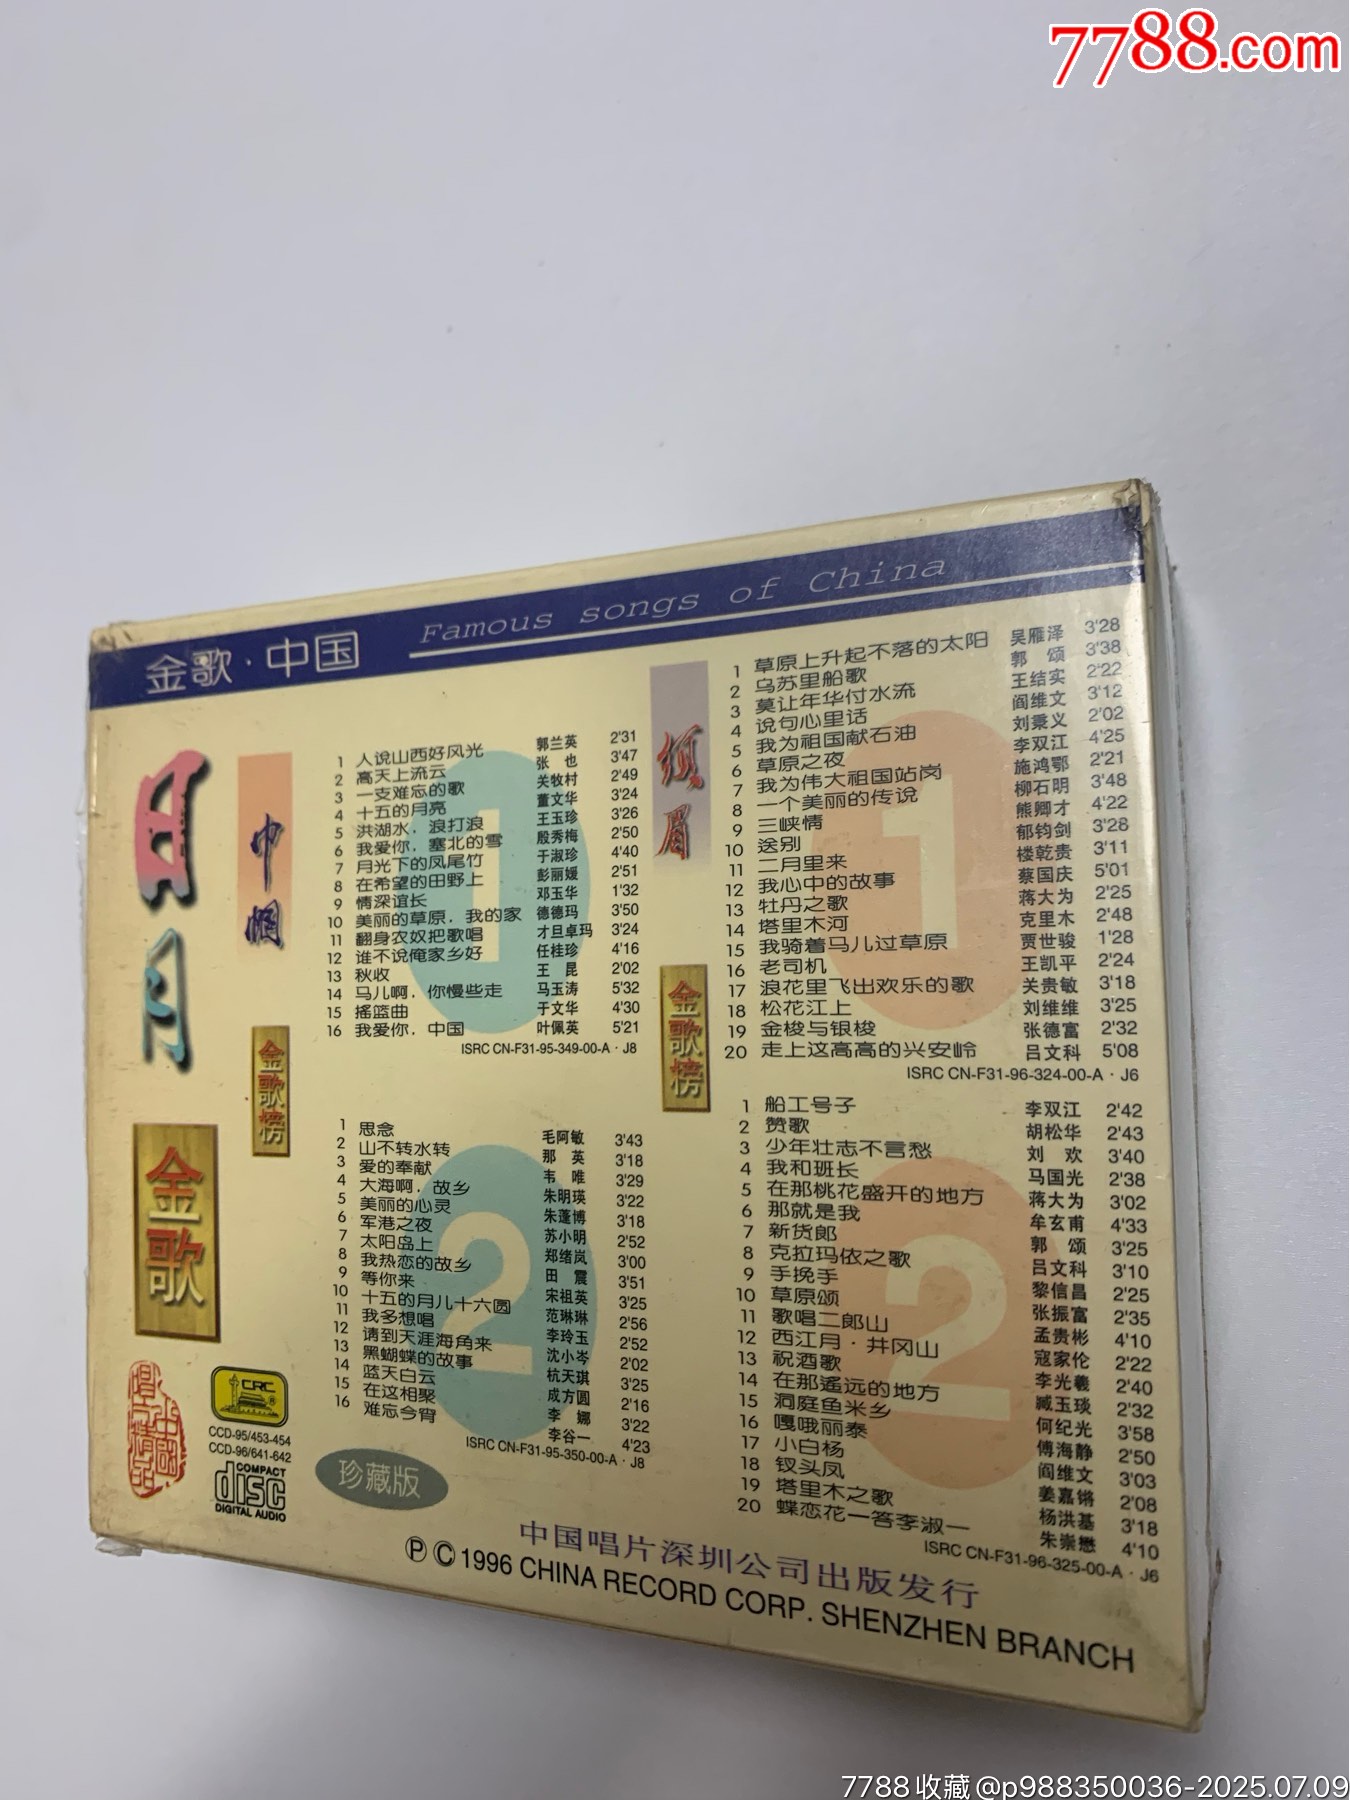 7788.com
金歌·中国 Famous songs of China
日月
金歌
巾帼
金歌榜
1 人说山西好风光 郭兰英 2'31
2 高天上流云 张也 3'47
3 一支难忘的歌 关牧村 2'49
4 十五的月亮 董文华 3'24
5 洪湖水,浪打浪 王玉珍 3'26
6 我爱你,塞北的雪 殷秀梅 2'50
7 月光下的凤尾竹 于淑珍 4'40
8 在希望的田野上 彭丽媛 2'51
9 情深谊长 邓玉华 1'32
10 美丽的草原,我的家 德德玛 3'50
11 翻身农奴把歌唱 才旦卓玛 3'24
12 谁不说俺家乡好 任桂珍 4'16
13 秋收 王昆 2'02
14 马儿啊,你慢些走 马玉涛 5'32
15 摇篮曲 于文华 4'30
16 我爱你,中国 叶佩英 5'21
ISRC CN-F31-95-349-00-A·J8
1 思念 毛阿敏 3'43
2 山不转水转 那英 3'18
3 爱的奉献 韦唯 3'29
4 大海啊,故乡 朱明瑛 3'22
5 美丽的心灵 朱蓬博 3'18
6 军港之夜 苏小明 2'52
7 太阳岛上 郑绪岚 3'00
8 我热恋的故乡 田震 3'51
9 等你来 宋祖英 3'25
10 十五的月儿十六圆 范琳琳 2'56
11 我多想唱 李玲玉 2'52
12 请到天涯海角来 沈小岑 2'02
13 黑蝴蝶的故事 杭天琪 3'25
14 蓝天白云 成方圆 2'16
15 在这相聚 李娜 3'22
16 难忘今宵 李谷一 4'23
ISRC CN-F31-95-350-00-A·J8
须眉
金歌榜
1 草原上升起不落的太阳 吴雁泽 3'28
2 乌苏里船歌 郭颂 3'38
3 莫让年华付水流 王结实 2'22
4 说句心里话 阎维文 3'12
5 我为祖国献石油 刘秉义 2'02
6 草原之夜 李双江 4'25
7 我为伟大祖国站岗 施鸿鄂 2'21
8 一个美丽的传说 柳石明 3'48
9 三峡情 熊卿才 4'22
10 送别 郁钧剑 3'28
11 二月里来 楼乾贵 3'11
12 我心中的故事 蔡国庆 5'01
13 牡丹之歌 蒋大为 2'25
14 塔里木河 克里木 2'48
15 我骑着马儿过草原 贾世骏 1'28
16 老司机 王凯平 2'24
17 浪花里飞出欢乐的歌 关贵敏 3'18
18 松花江上 刘维维 3'25
19 金梭与银梭 张德富 2'32
20 走上这高高的兴安岭 吕文科 5'08
ISRC CN-F31-96-324-00-A·J6
1 船工号子 李双江 2'42
2 赞歌 胡松华 2'43
3 少年壮志不言愁 刘欢 3'40
4 我和班长 马国光 2'38
5 在那桃花盛开的地方 蒋大为 3'02
6 那就是我 牟玄甫 4'33
7 新货郎 郭颂 3'25
8 克拉玛依之歌 吕文科 3'10
9 手挽手 黎信昌 2'25
10 草原颂 张振富 2'35
11 歌唱二郎山 孟贵彬 4'10
12 西江月·井冈山 寇家伦 2'22
13 祝酒歌 李光羲 2'40
14 在那遥远的地方 臧玉琰 2'32
15 洞庭鱼米乡 何纪光 3'58
16 嘎哦丽泰 傅海静 2'50
17 小白杨 阎维文 3'03
18 钗头凤 姜嘉锵 2'08
19 塔里木之歌 杨洪基 3'18
20 蝶恋花一答李淑一 朱崇懋 4'10
ISRC CN-F31-96-325-00-A·J6
CRC
CCD-95/453-454
CCD-96/641-642
COMPACT
disc
DIGITAL AUDIO
珍藏版
中国唱片深圳公司出版发行
Ⓟ © 1996 CHINA RECORD CORP. SHENZHEN BRANCH
7788收藏@p988350036-2025.07.09